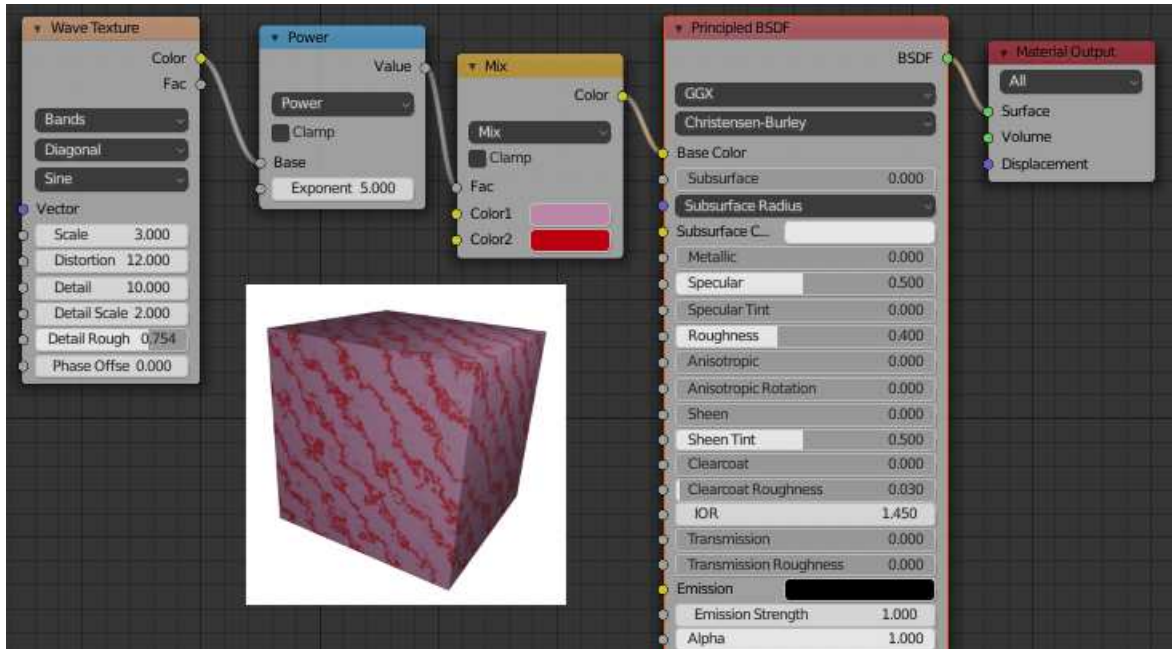 Wave Texture
Color
Fac
Bands
Diagonal
Sine
Vector
Scale 3.000
Distortion 12.000
Detail 10.000
Detail Scale 2.000
Detail Rough 0.754
Phase Offse 0.000
Power
Value
Power
Clamp
Base
Exponent 5.000
Mix
Color
Mix
Clamp
Fac
Color1
Color2
Principled BSDF
BSDF
GGX
Christensen-Burley
Base Color
Subsurface 0.000
Subsurface Radius
Subsurface C...
Metallic 0.000
Specular 0.500
Specular Tint 0.000
Roughness 0.400
Anisotropic 0.000
Anisotropic Rotation 0.000
Sheen 0.000
Sheen Tint 0.500
Clearcoat 0.000
Clearcoat Roughness 0.030
IOR 1.450
Transmission 0.000
Transmission Roughness 0.000
Emission
Emission Strength 1.000
Alpha 1.000
Material Output
All
Surface
Volume
Displacement